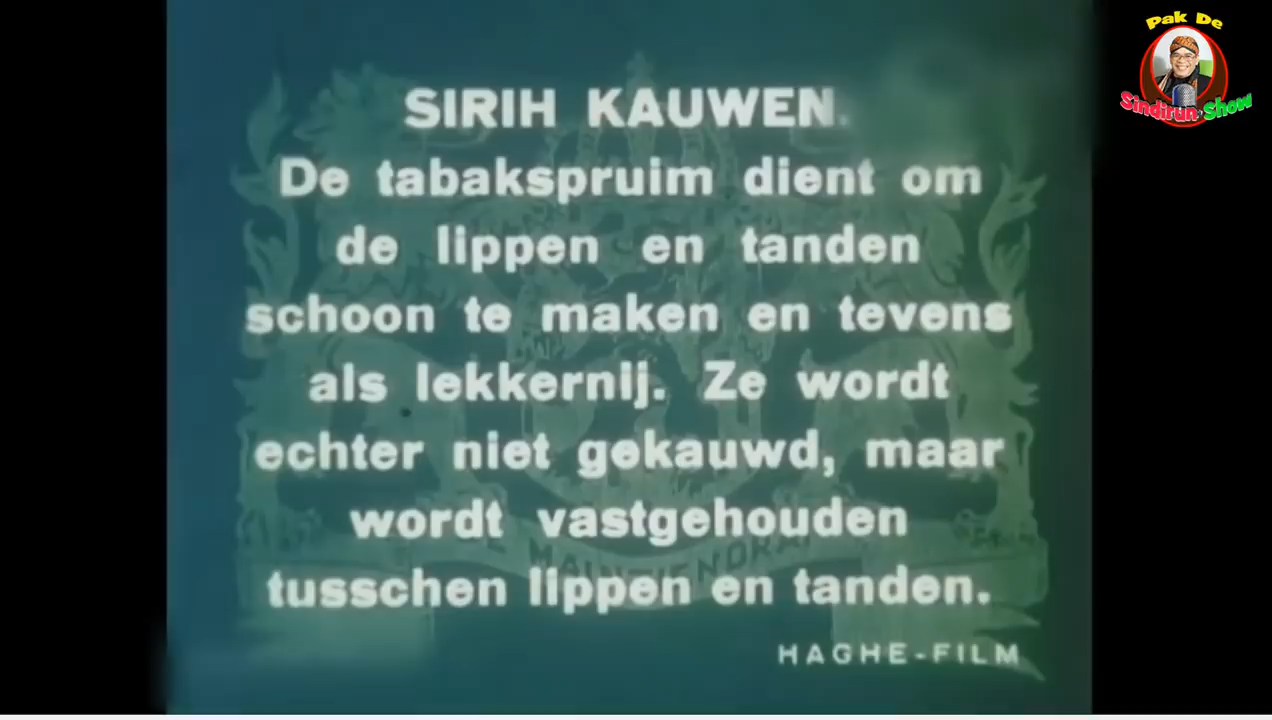 Pak De
Sindirun Show
SIRIH KAUWEN.
De tabakspruim dient om
de lippen en tanden
schoon te maken en tevens
als lekkernij. Ze wordt
echter niet gekauwd, maar
wordt vastgehouden
tusschen lippen en tanden.
HAGHE-FILM